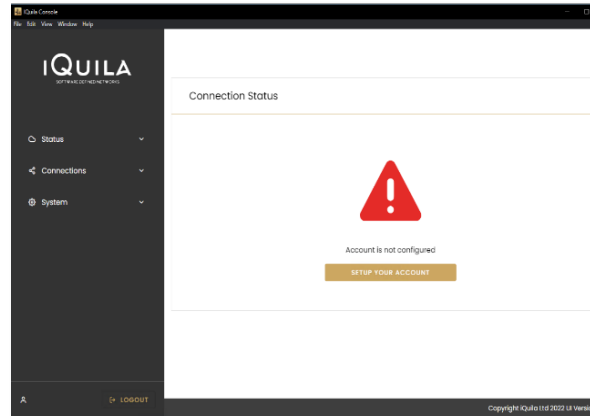 iQuila Console
File Edit View Window Help
iQUILA
SOFTWARE DEFINED NETWORKS
Connection Status
Status
Connections
System
Account is not configured
SETUP YOUR ACCOUNT
LOGOUT
Copyright iQuila Ltd 2022 UI Versi